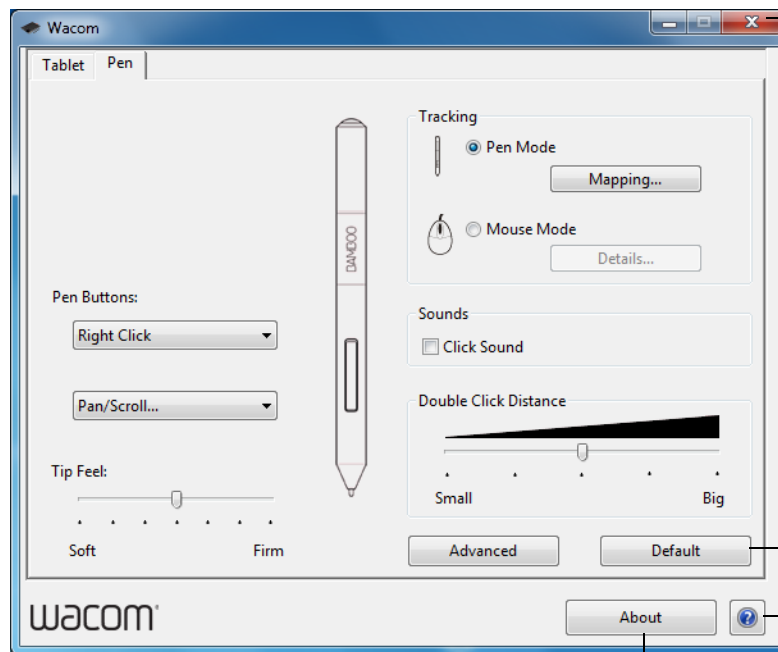 Wacom
Tablet Pen
Tracking
Pen Mode
Mapping...
Mouse Mode
Details...
BAMBOO
Pen Buttons:
Right Click
Pan/Scroll...
Tip Feel:
Soft Firm
Sounds
Click Sound
Double Click Distance
Small Big
Advanced Default
wacom
About